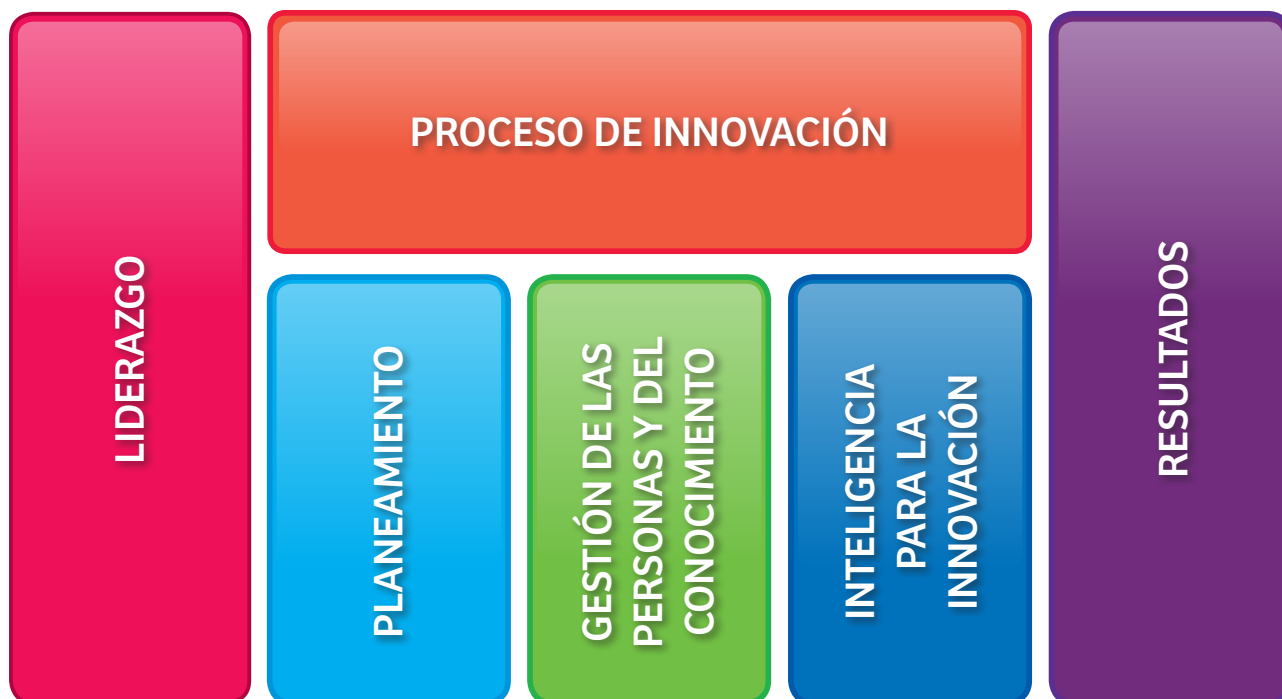 LIDERAZGO
PROCESO DE INNOVACIÓN
PLANEAMIENTO
GESTIÓN DE LAS
PERSONAS Y DEL
CONOCIMIENTO
INTELIGENCIA
PARA LA
INNOVACIÓN
RESULTADOS